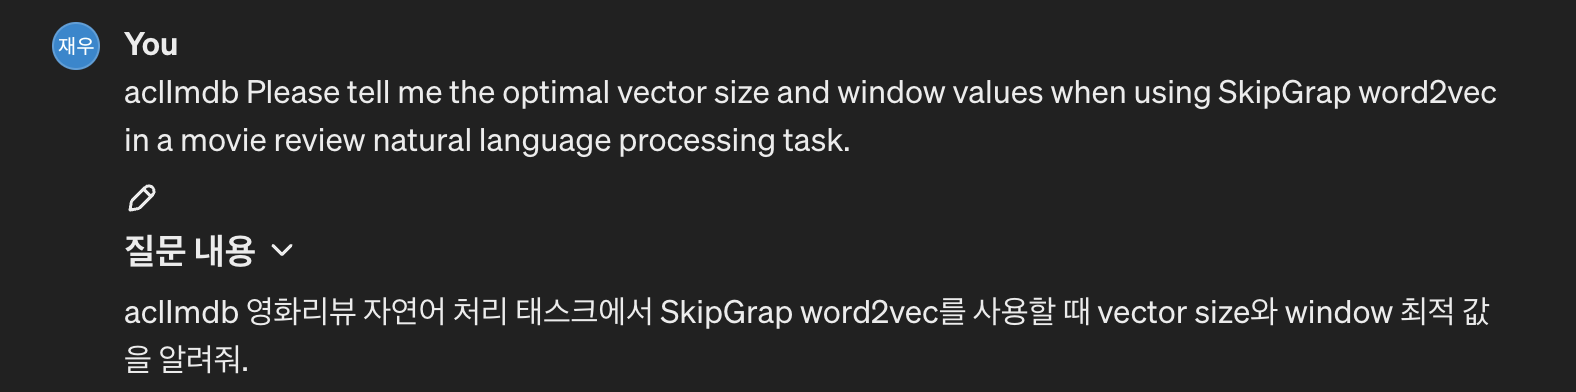 재우
You
aclImdb Please tell me the optimal vector size and window values when using SkipGrap word2vec
in a movie review natural language processing task.
질문 내용
aclImdb 영화리뷰 자연어 처리 태스크에서 SkipGrap word2vec를 사용할 때 vector size와 window 최적 값
을 알려줘.